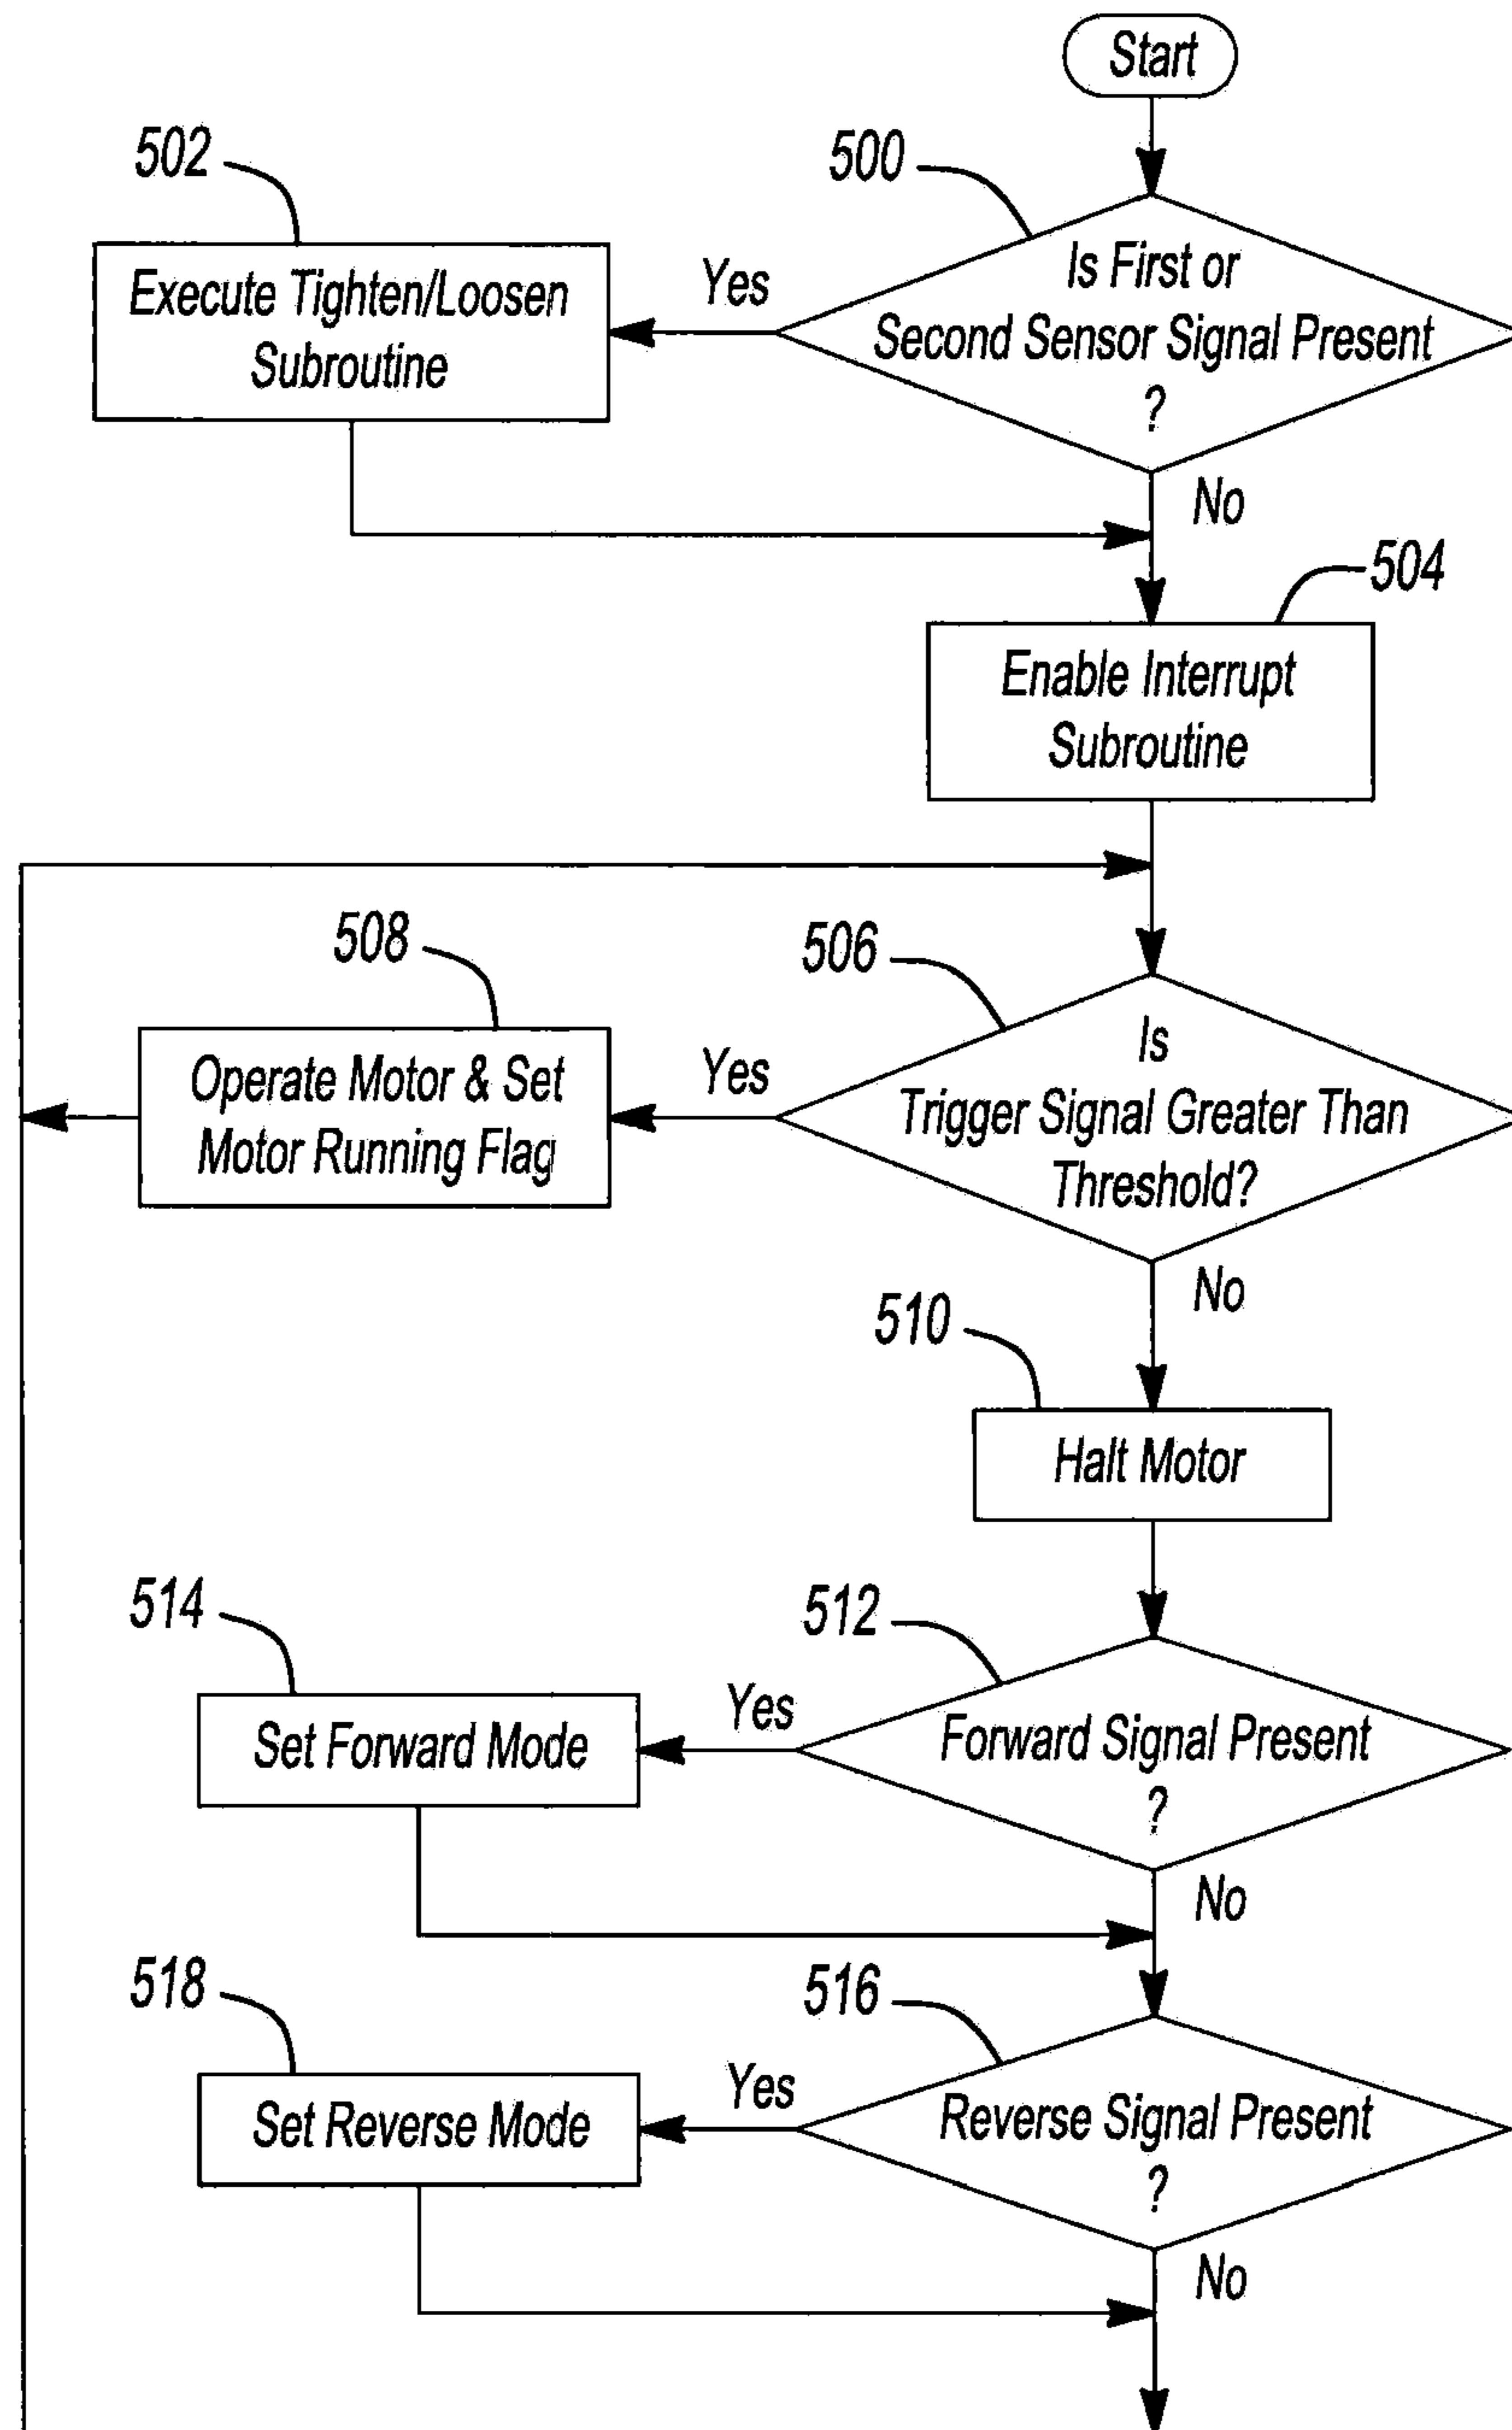 Start
500
Is First or
Second Sensor Signal Present
?
Yes
502
Execute Tighten/Loosen
Subroutine
No
504
Enable Interrupt
Subroutine
506
Is
Trigger Signal Greater Than
Threshold?
Yes
508
Operate Motor & Set
Motor Running Flag
No
510
Halt Motor
512
Forward Signal Present
?
Yes
514
Set Forward Mode
No
516
Reverse Signal Present
?
Yes
518
Set Reverse Mode
No